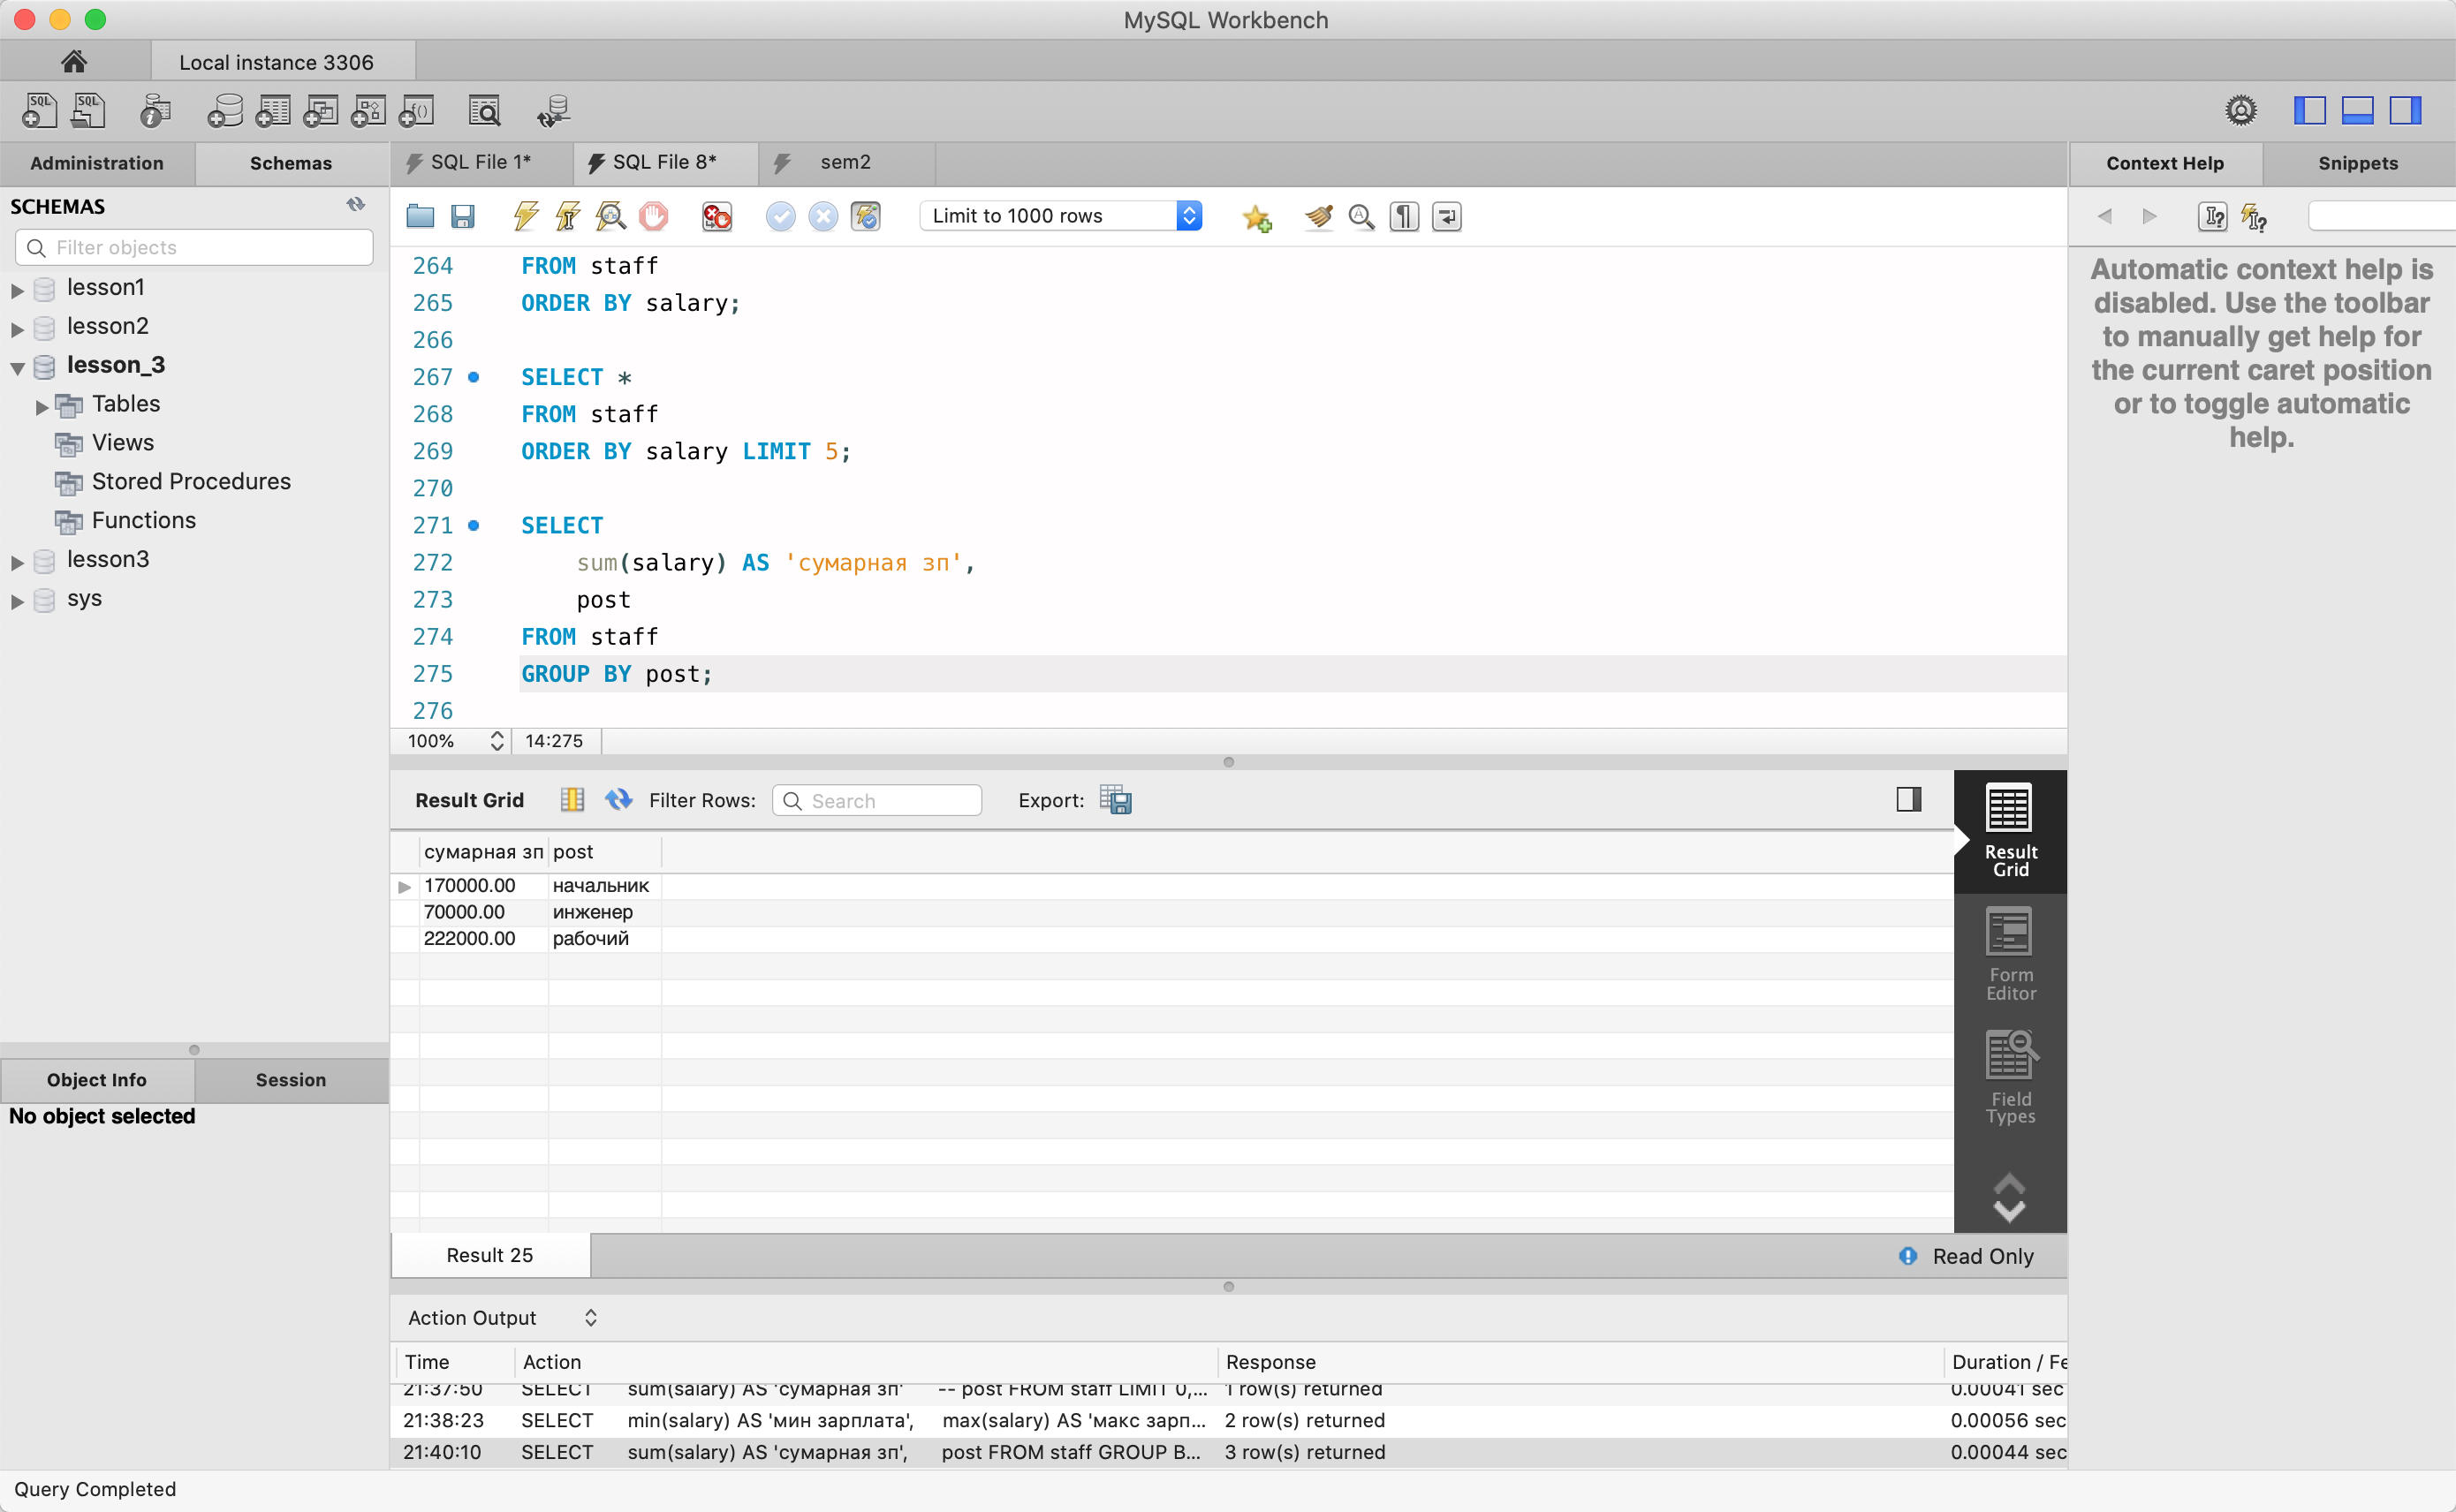 MySQL Workbench
Local instance 3306
Administration Schemas
SQL File 1* SQL File 8* sem2
Context Help Snippets
SCHEMAS
Filter objects
lesson1
lesson2
lesson_3
Tables
Views
Stored Procedures
Functions
lesson3
sys
Limit to 1000 rows
264 FROM staff
265 ORDER BY salary;
266
267 SELECT *
268 FROM staff
269 ORDER BY salary LIMIT 5;
270
271 SELECT
272 sum(salary) AS 'сумарная зп',
273 post
274 FROM staff
275 GROUP BY post;
276
100% 14:275
Automatic context help is
disabled. Use the toolbar
to manually get help for
the current caret position
or to toggle automatic
help.
Result Grid Filter Rows: Search Export:
сумарная зп post
170000.00 начальник
70000.00 инженер
222000.00 рабочий
Result
Grid
Form
Editor
Field
Types
Object Info Session
No object selected
Result 25 Read Only
Action Output
Time Action Response Duration / Fe
21:37:50 SELECT sum(salary) AS 'сумарная зп' -- post FROM staff LIMIT 0,... 1 row(s) returned 0.00041 sec
21:38:23 SELECT min(salary) AS 'мин зарплата', max(salary) AS 'макс зарп... 2 row(s) returned 0.00056 sec
21:40:10 SELECT sum(salary) AS 'сумарная зп', post FROM staff GROUP B... 3 row(s) returned 0.00044 sec
Query Completed